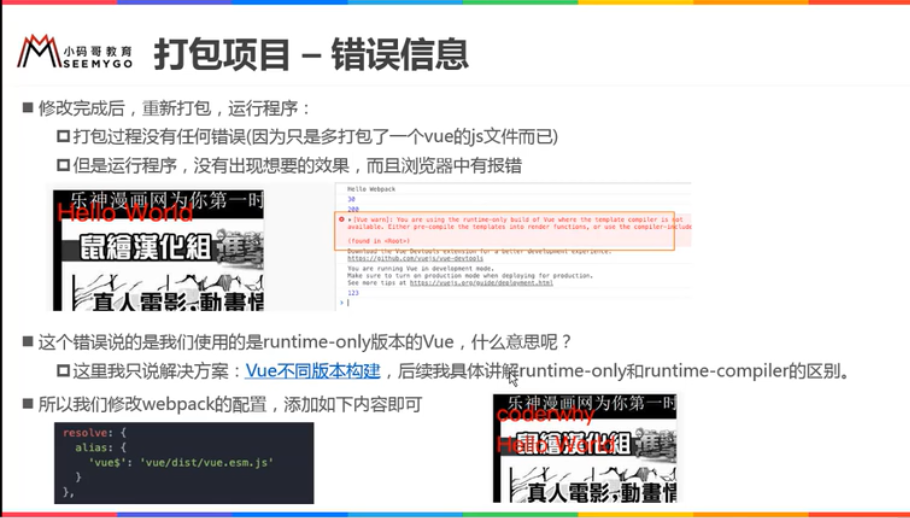 小码哥教育
SEEMYGO
打包项目 – 错误信息
■ 修改完成后，重新打包，运行程序：
打包过程没有任何错误(因为只是多打包了一个vue的js文件而已)
但是运行程序，没有出现想要的效果，而且浏览器中有报错
乐神漫画网为你第一时
Hello World
鼠繪漢化組
真人電影,動畫情
Hello Webpack
30
200
[Vue warn]: You are using the runtime-only build of Vue where the template compiler is not
available. Either pre-compile the templates into render functions, or use the compiler-include
(found in <Root>)
Download the Vue Devtools extension for a better development experience:
https://github.com/vuejs/vue-devtools
You are running Vue in development mode.
Make sure to turn on production mode when deploying for production.
See more tips at https://vuejs.org/guide/deployment.html
123
>
■ 这个错误说的是我们使用的是runtime-only版本的Vue，什么意思呢？
这里我只说解决方案：Vue不同版本构建，后续我具体讲解runtime-only和runtime-compiler的区别。
■ 所以我们修改webpack的配置，添加如下内容即可
resolve: {
alias: {
'vue$': 'vue/dist/vue.esm.js'
}
},
乐神漫画网为你第一时
coderwhy
Hello World
真人電影,動畫情